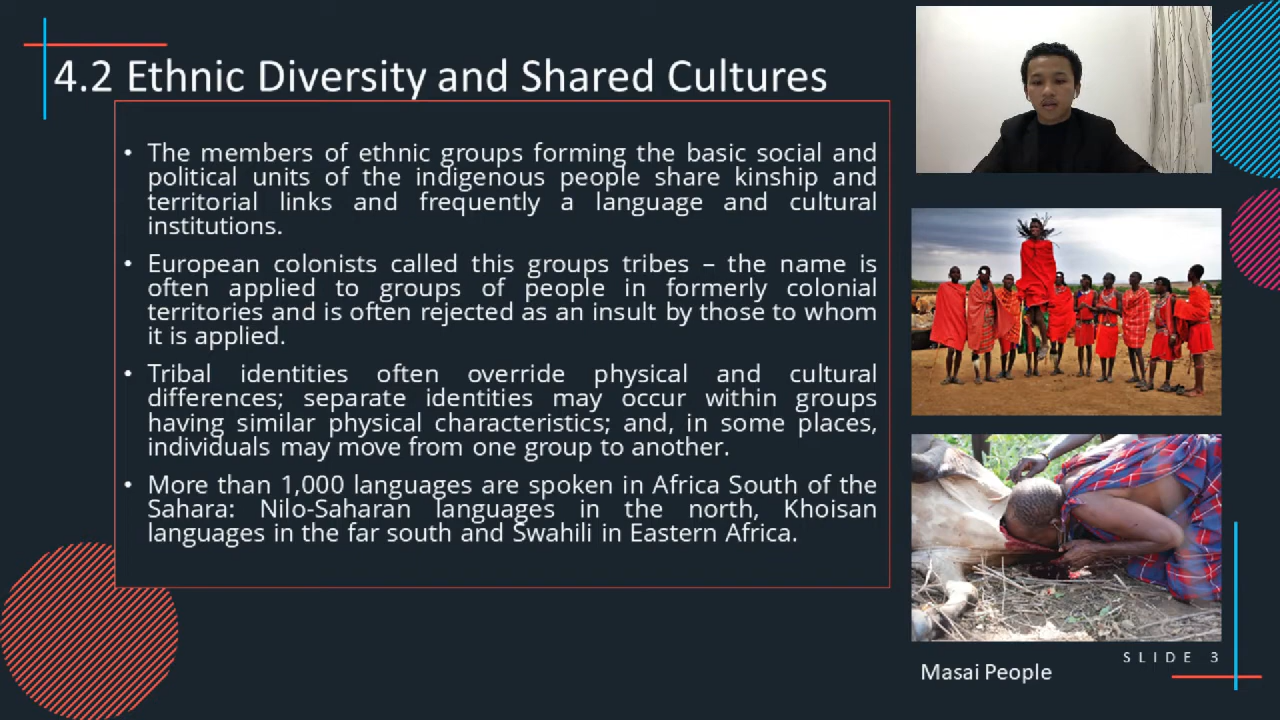 4.2 Ethnic Diversity and Shared Cultures
• The members of ethnic groups forming the basic social and
political units of the indigenous people share kinship and
territorial links and frequently a language and cultural
institutions.
• European colonists called this groups tribes – the name is
often applied to groups of people in formerly colonial
territories and is often rejected as an insult by those to whom
it is applied.
• Tribal identities often override physical and cultural
differences; separate identities may occur within groups
having similar physical characteristics; and, in some places,
individuals may move from one group to another.
• More than 1,000 languages are spoken in Africa South of the
Sahara: Nilo-Saharan languages in the north, Khoisan
languages in the far south and Swahili in Eastern Africa.
SLIDE 3
Masai People